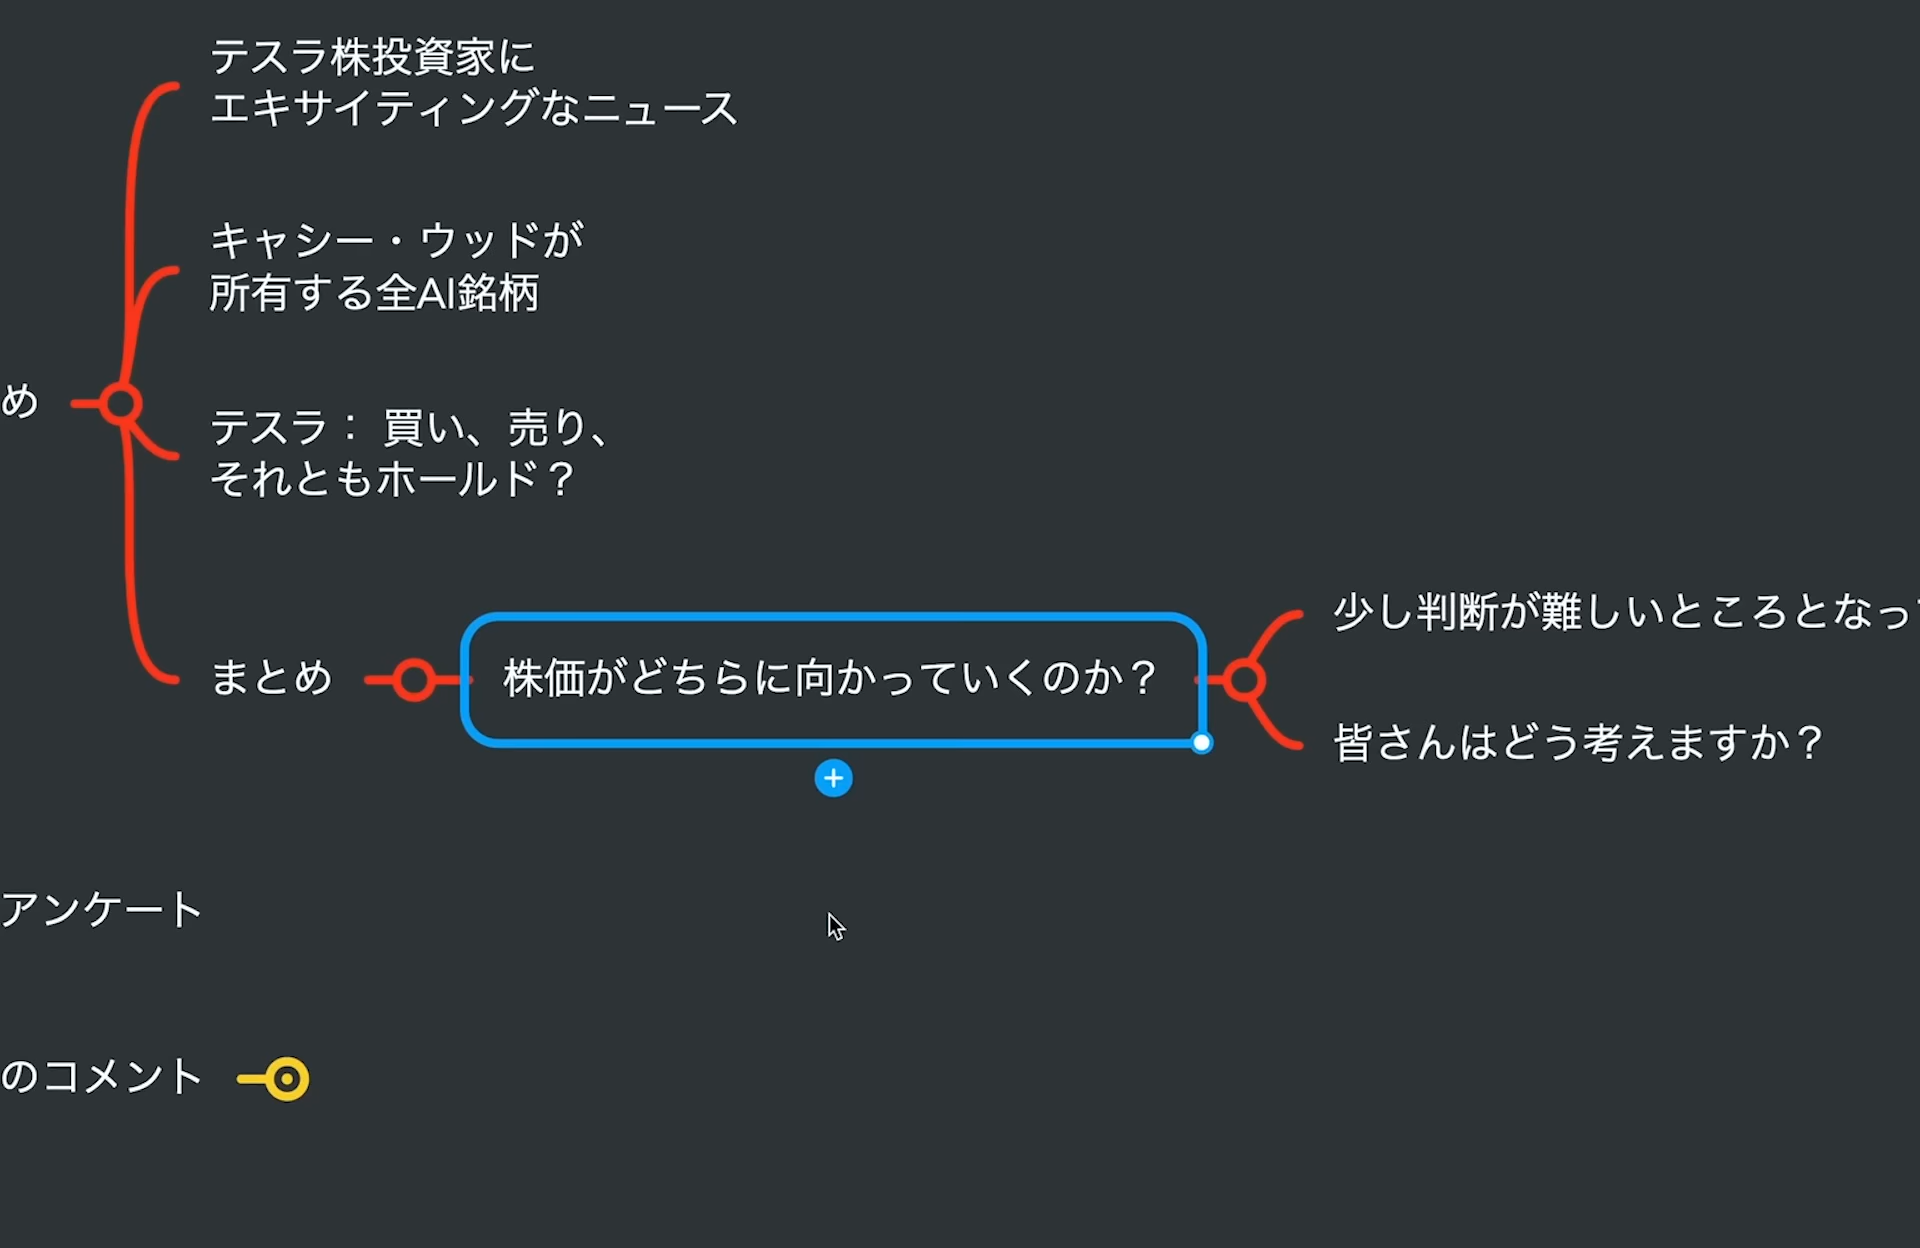 テスラ株投資家に
エキサイティングなニュース
キャシー・ウッドが
所有する全AI銘柄
め
テスラ： 買い、売り、
それともホールド？
まとめ
株価がどちらに向かっていくのか？
少し判断が難しいところとなっ
皆さんはどう考えますか？
アンケート
のコメント